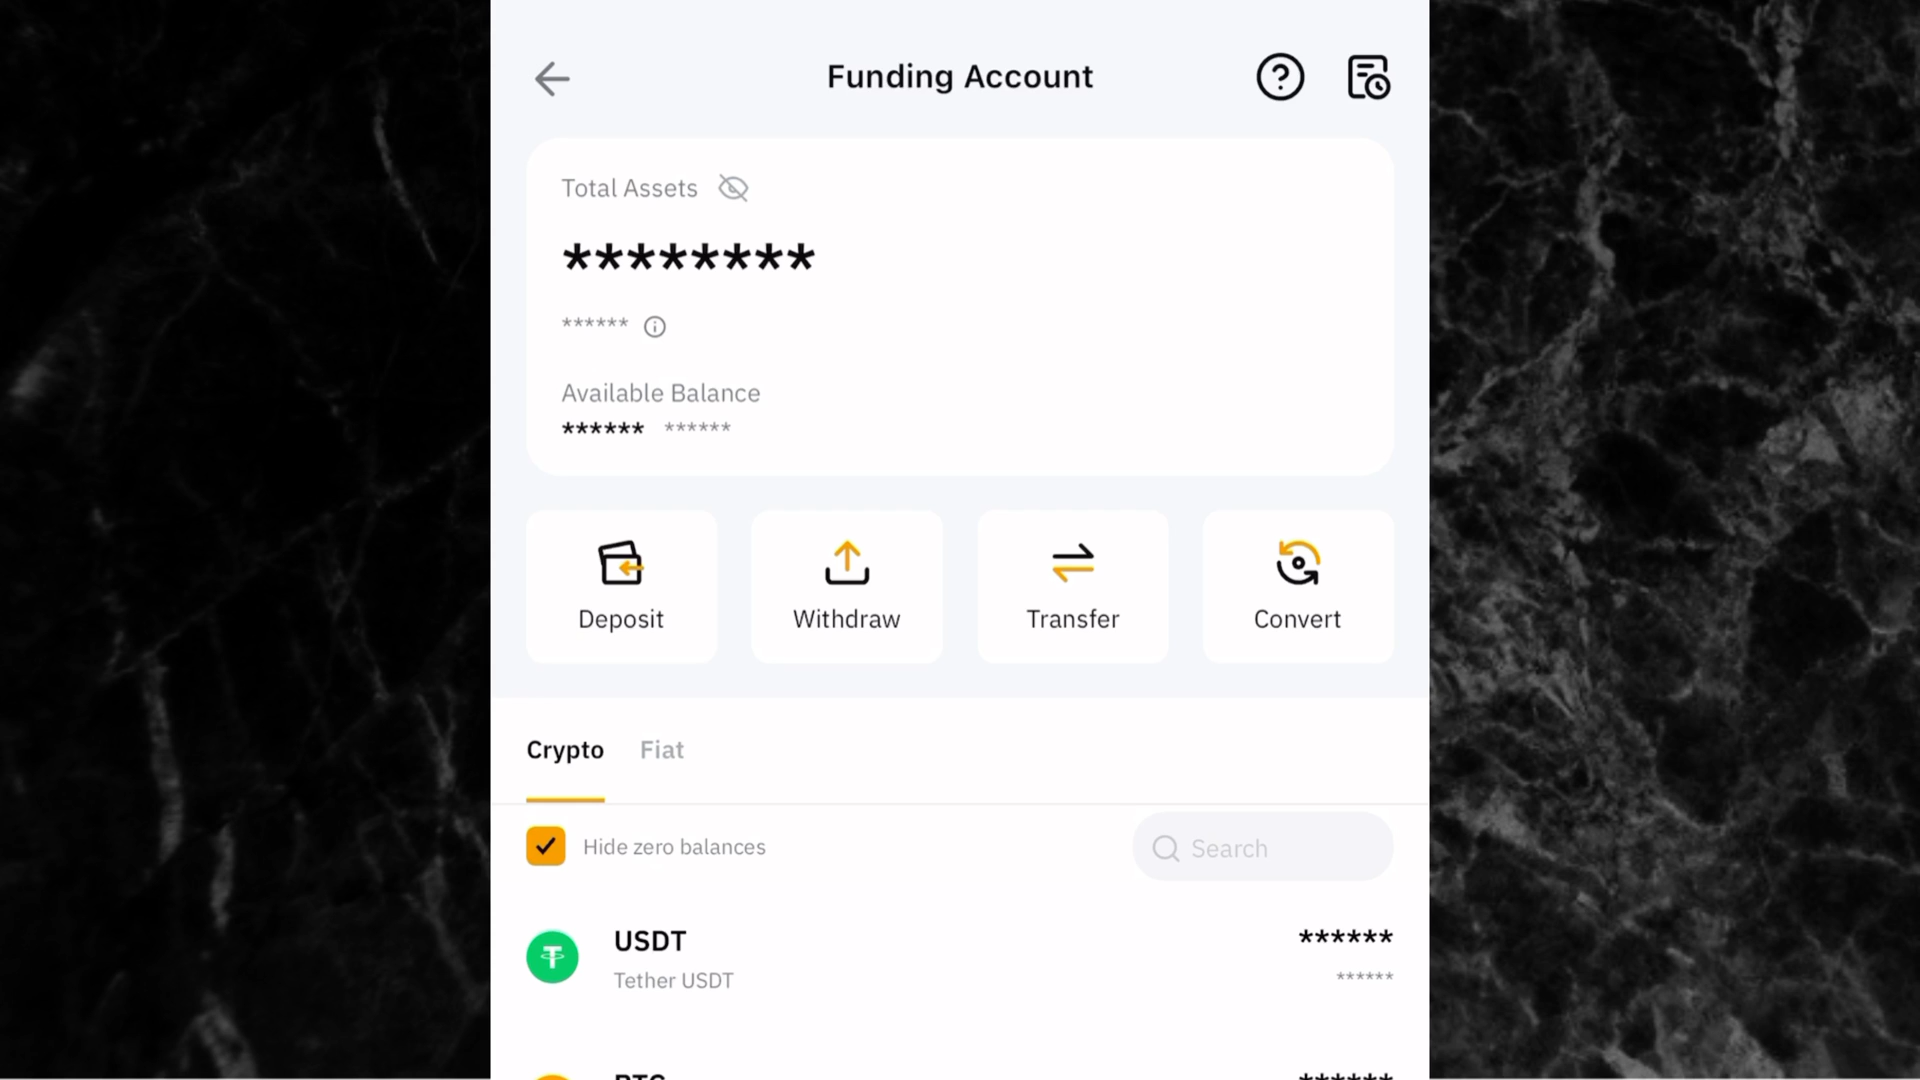 Funding Account
Total Assets
********
******
Available Balance
****** ******
Deposit Withdraw Transfer Convert
Crypto Fiat
Hide zero balances Search
USDT ******
Tether USDT ******
BTC ******